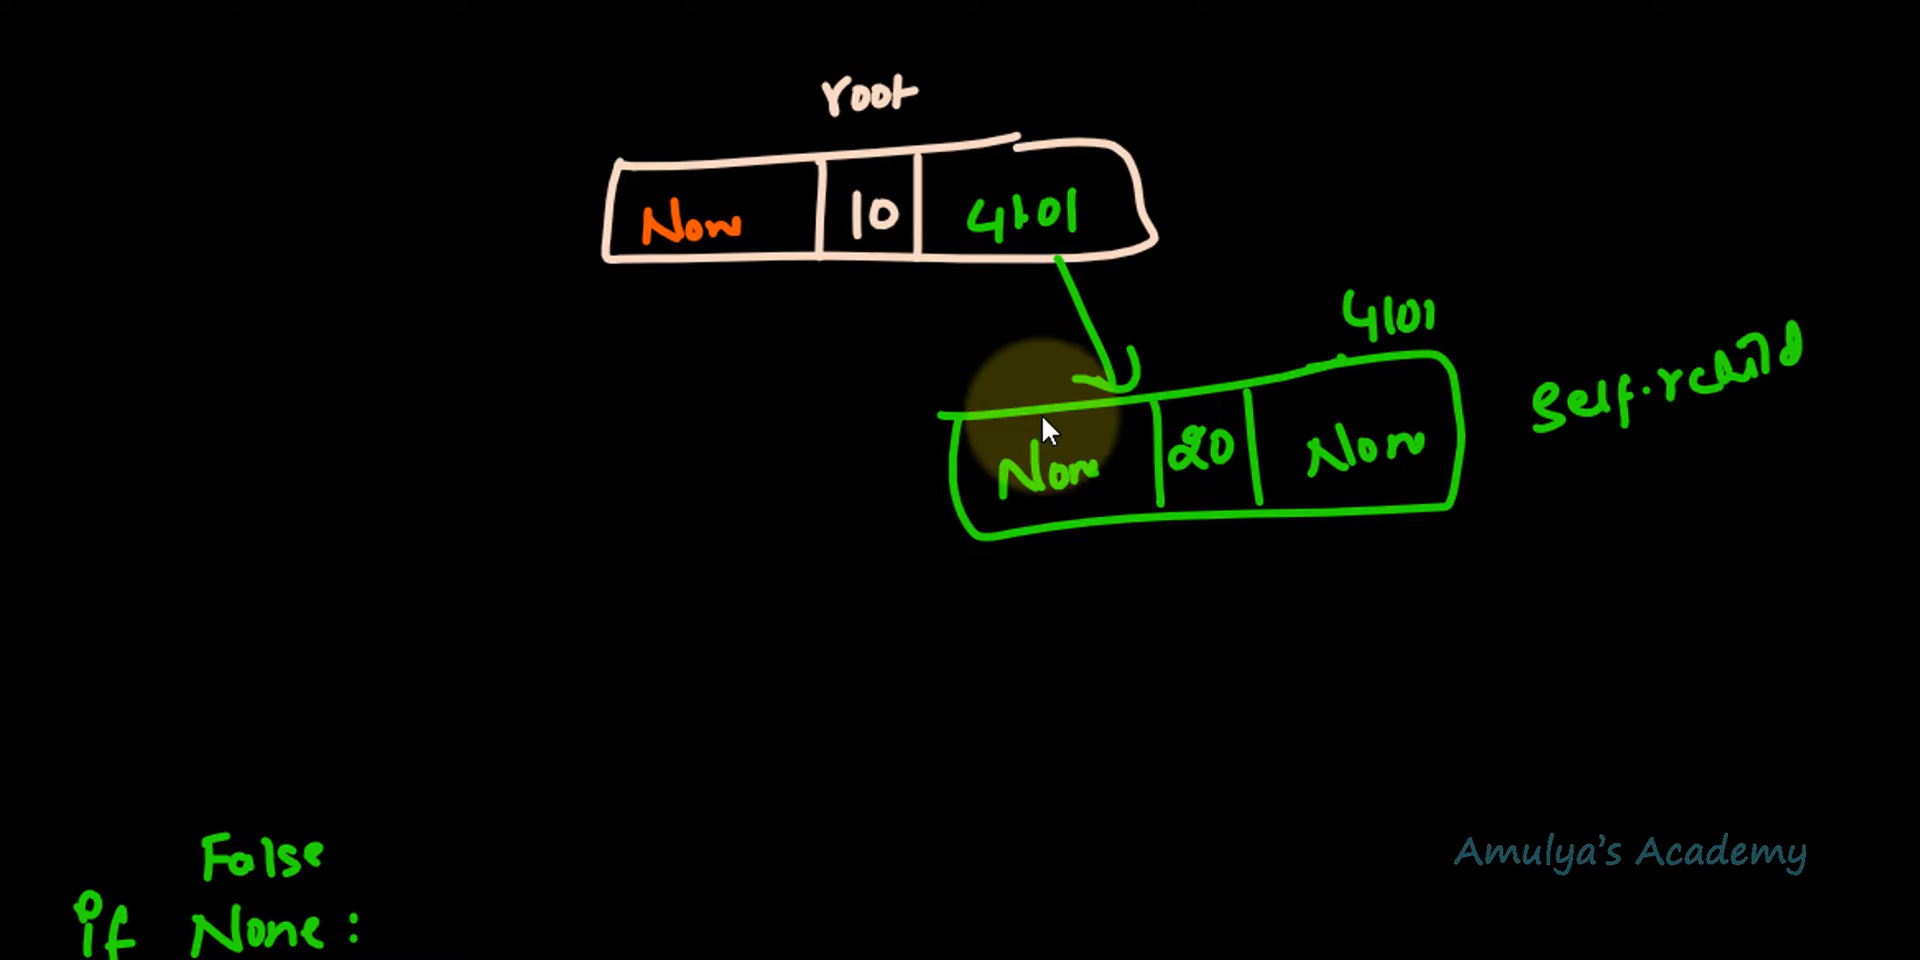 root
None 10 4101
4101
self.rchild
None 20 None
False
if None:
Amulya's Academy